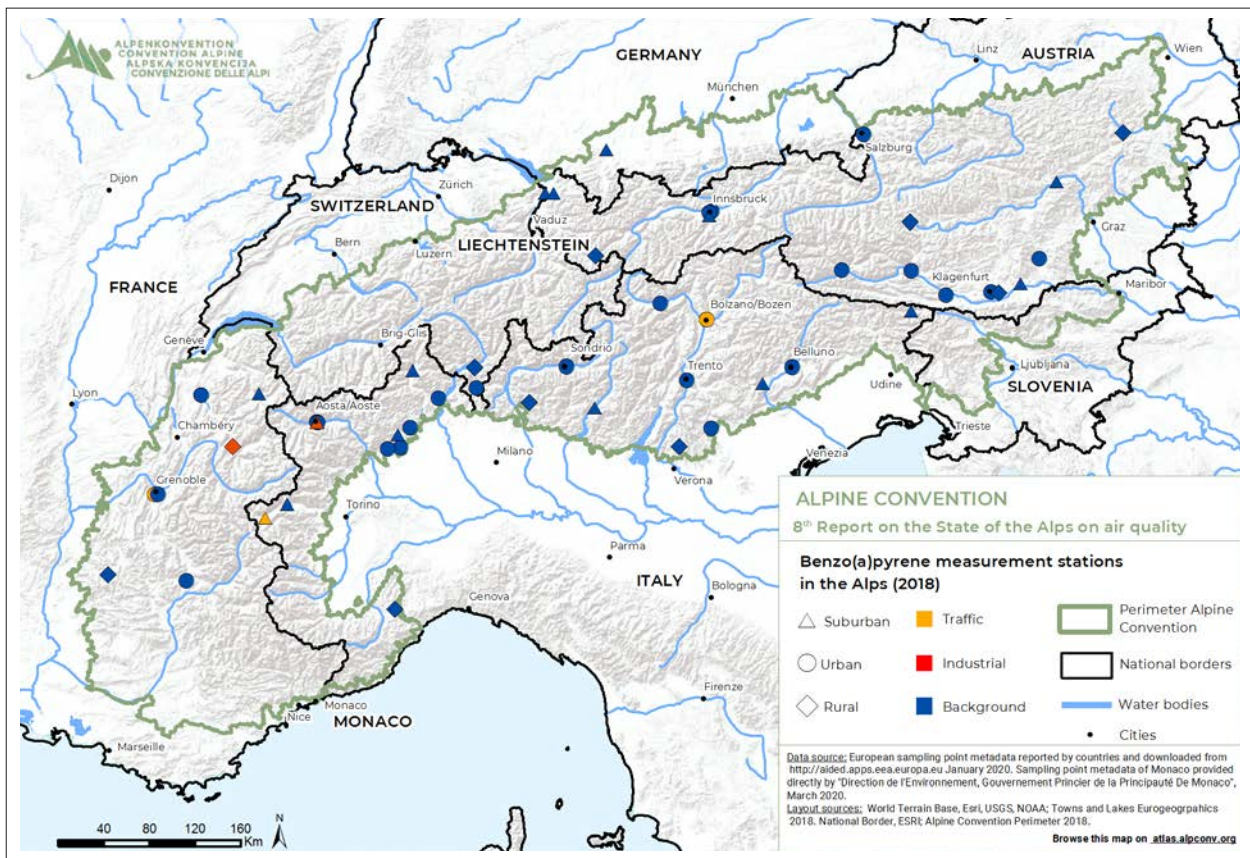 ALPENKONVENTION
CONVENTION ALPINE
ALPSKA KONVENCIJA
CONVENZIONE DELLE ALPI
GERMANY
Linz
AUSTRIA
Wien
München
Salzburg
Dijon
Zürich
SWITZERLAND
Innsbruck
Vaduz
LIECHTENSTEIN
Bern
Luzern
Graz
FRANCE
Klagenfurt
Maribor
Bolzano/Bozen
Brig-Glis
Genève
Sondrio
Trento
Belluno
Ljubljana
Udine
SLOVENIA
Lyon
Aosta/Aoste
Chambéry
Trieste
Milano
Venezia
Verona
Grenoble
Torino
Parma
ITALY
Bologna
Genova
Firenze
Monaco
Nice
MONACO
Marseille
ALPINE CONVENTION
8th Report on the State of the Alps on air quality
Benzo(a)pyrene measurement stations
in the Alps (2018)
Suburban
Traffic
Perimeter Alpine
Convention
Urban
Industrial
National borders
Rural
Background
Water bodies
Cities
Data source: European sampling point metadata reported by countries and downloaded from
http://aided.apps.eea.europa.eu January 2020. Sampling point metadata of Monaco provided
directly by "Direction de l'Environnement, Gouvernement Princier de la Principauté De Monaco",
March 2020.
Layout sources: World Terrain Base, Esri, USGS, NOAA; Towns and Lakes Eurogeorpahics
2018. National Border, ESRI; Alpine Convention Perimeter 2018.
Browse this map on atlas.alpconv.org
40 80 120 160
Km
N